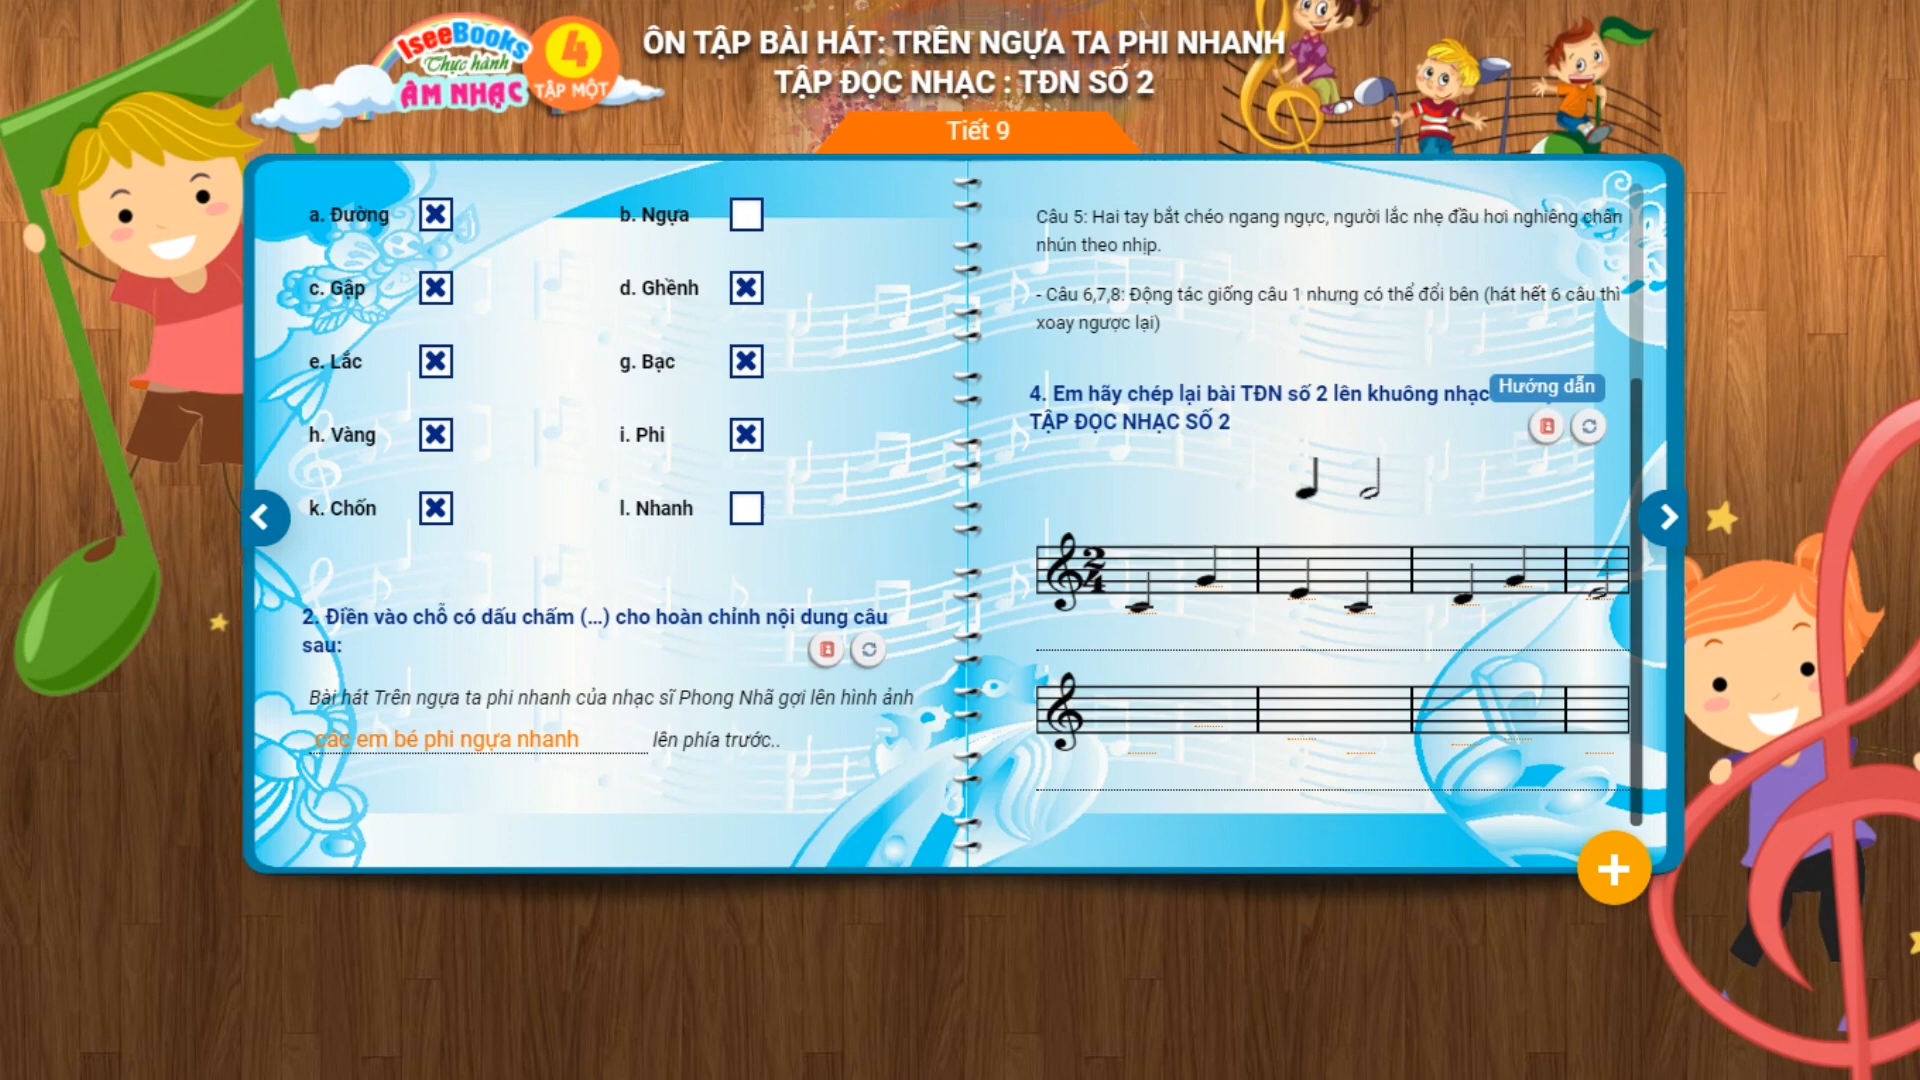 IseeBooks
Thực hành
ÂM NHẠC
4
TẬP MỘT
ÔN TẬP BÀI HÁT: TRÊN NGỰA TA PHI NHANH
TẬP ĐỌC NHẠC : TĐN SỐ 2
Tiết 9
a. Đường
b. Ngựa
c. Gập
d. Ghềnh
e. Lắc
g. Bạc
h. Vàng
i. Phi
k. Chốn
l. Nhanh
2. Điền vào chỗ có dấu chấm (...) cho hoàn chỉnh nội dung câu
sau:
Bài hát Trên ngựa ta phi nhanh của nhạc sĩ Phong Nhã gợi lên hình ảnh
các em bé phi ngựa nhanh lên phía trước..
Câu 5: Hai tay bắt chéo ngang ngực, người lắc nhẹ đầu hơi nghiêng chân
nhún theo nhịp.
- Câu 6,7,8: Động tác giống câu 1 nhưng có thể đổi bên (hát hết 6 câu thì
xoay ngược lại)
4. Em hãy chép lại bài TĐN số 2 lên khuông nhạc
Hướng dẫn
TẬP ĐỌC NHẠC SỐ 2
2
4